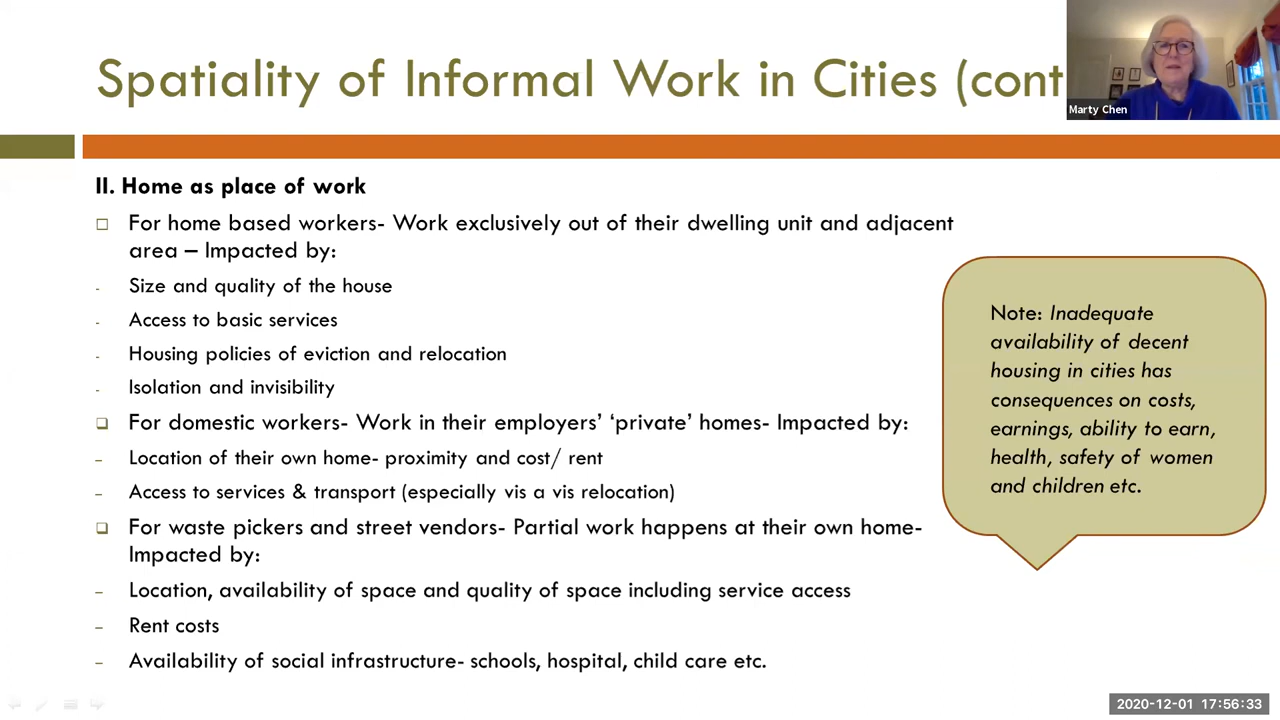 Spatiality of Informal Work in Cities (cont
Marty Chen
II. Home as place of work
For home based workers- Work exclusively out of their dwelling unit and adjacent
area – Impacted by:
- Size and quality of the house
- Access to basic services
- Housing policies of eviction and relocation
- Isolation and invisibility
For domestic workers- Work in their employers’ ‘private’ homes- Impacted by:
– Location of their own home- proximity and cost/ rent
– Access to services & transport (especially vis a vis relocation)
For waste pickers and street vendors- Partial work happens at their own home-
Impacted by:
– Location, availability of space and quality of space including service access
– Rent costs
– Availability of social infrastructure- schools, hospital, child care etc.
Note: Inadequate
availability of decent
housing in cities has
consequences on costs,
earnings, ability to earn,
health, safety of women
and children etc.
2020-12-01 17:56:33